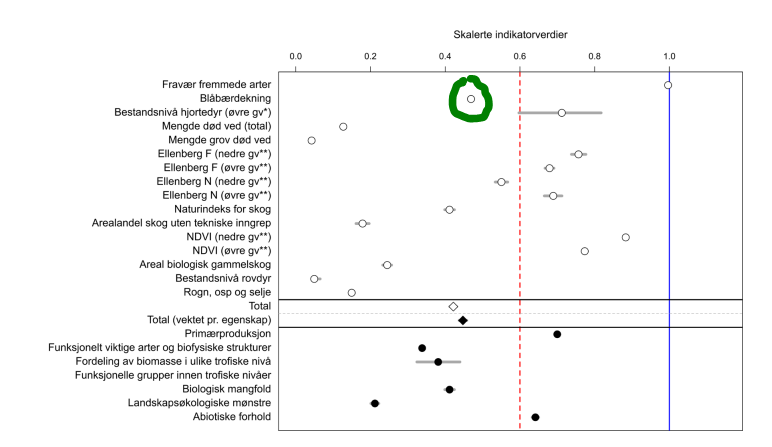 Skalerte indikatorverdier
0.0 0.2 0.4 0.6 0.8 1.0
Fravær fremmede arter
Blåbærdekning
Bestandsnivå hjortedyr (øvre gv*)
Mengde død ved (total)
Mengde grov død ved
Ellenberg F (nedre gv**)
Ellenberg F (øvre gv**)
Ellenberg N (nedre gv**)
Ellenberg N (øvre gv**)
Naturindeks for skog
Arealandel skog uten tekniske inngrep
NDVI (nedre gv**)
NDVI (øvre gv**)
Areal biologisk gammelskog
Bestandsnivå rovdyr
Rogn, osp og selje
Total
Total (vektet pr. egenskap)
Primærproduksjon
Funksjonelt viktige arter og biofysiske strukturer
Fordeling av biomasse i ulike trofiske nivå
Funksjonelle grupper innen trofiske nivåer
Biologisk mangfold
Landskapsøkologiske mønstre
Abiotiske forhold